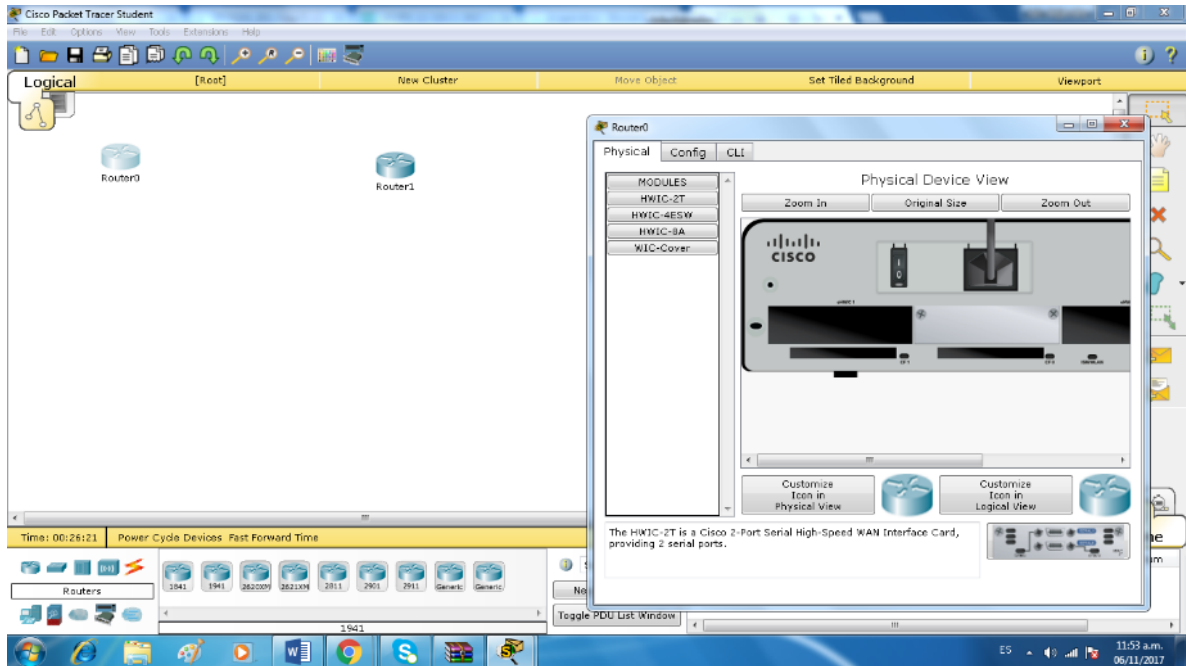 Cisco Packet Tracer Student
File Edit Options View Tools Extensions Help
Logical [Root] New Cluster Move Object Set Tiled Background Viewport
Router0
Router1
Router0
Physical Config CLI
MODULES
HWIC-2T
HWIC-4ESW
HWIC-8A
WIC-Cover
Physical Device View
Zoom In Original Size Zoom Out
CISCO
Customize
Icon in
Physical View
Customize
Icon in
Logical View
The HWIC-2T is a Cisco 2-Port Serial High-Speed WAN Interface Card,
providing 2 serial ports.
Time: 00:26:21 Power Cycle Devices Fast Forward Time
Routers
1841 1941 2620XM 2621XM 2811 2901 2911 Generic Generic
1941
Toggle PDU List Window
ES 11:53 a.m.
06/11/2017